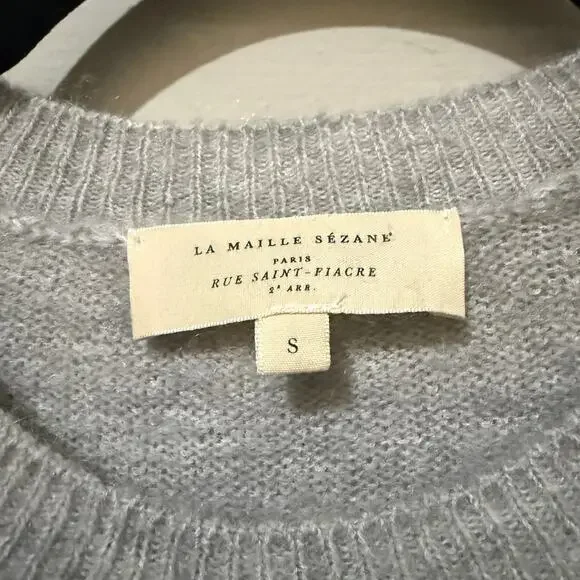 LA MAILLE SÉZANE
PARIS
RUE SAINT-FIACRE
2e ARR.
S